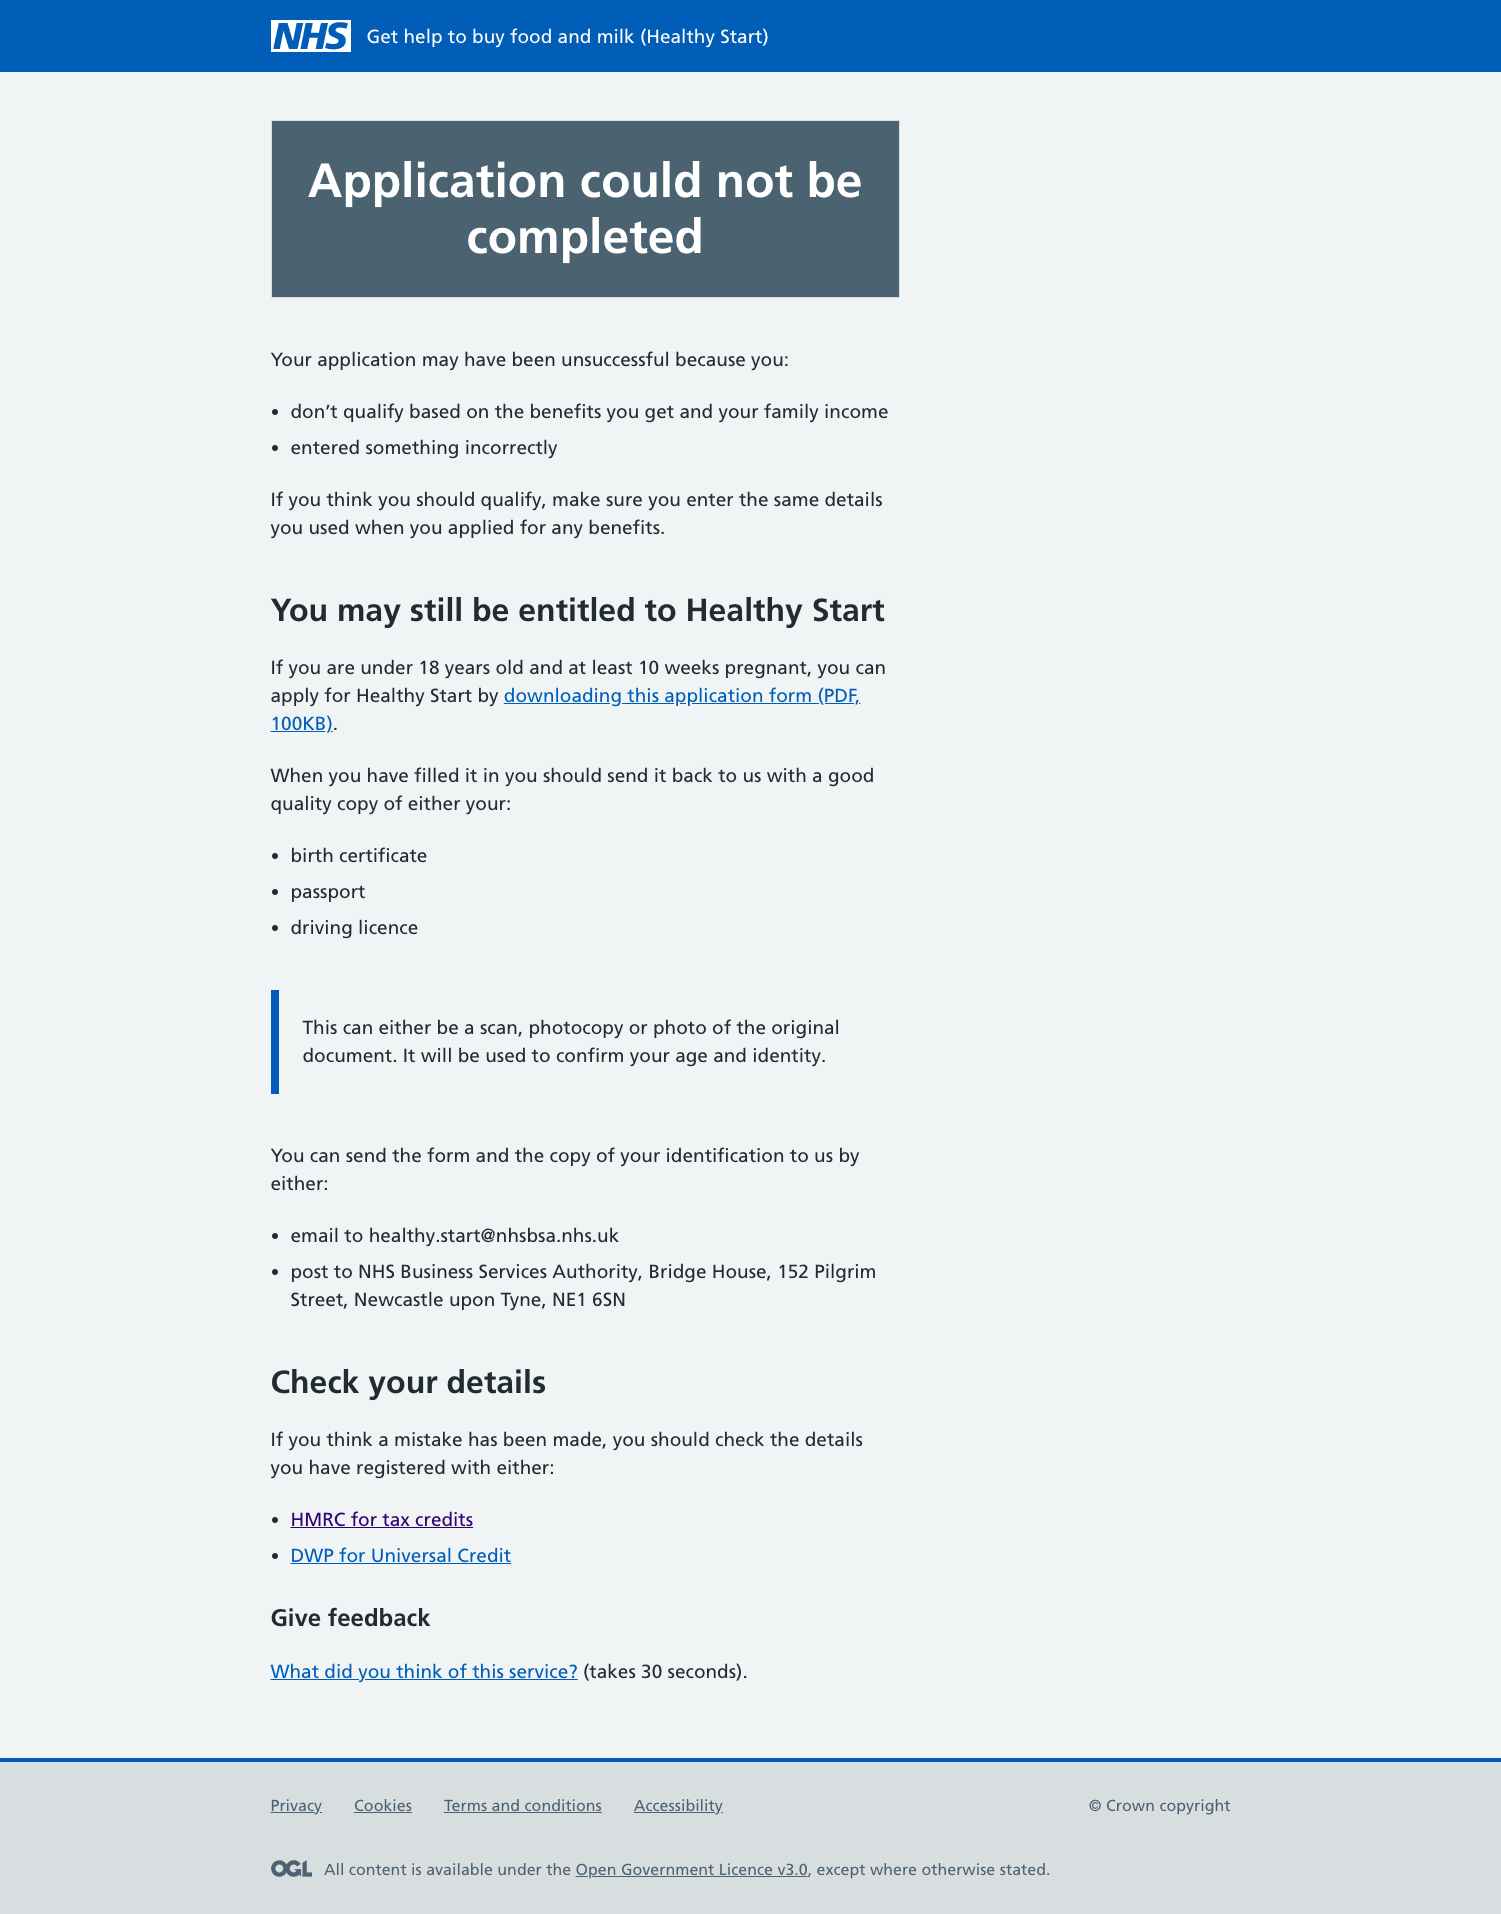 NHS Get help to buy food and milk (Healthy Start)
Application could not be
completed
Your application may have been unsuccessful because you:
• don’t qualify based on the benefits you get and your family income
• entered something incorrectly
If you think you should qualify, make sure you enter the same details
you used when you applied for any benefits.
You may still be entitled to Healthy Start
If you are under 18 years old and at least 10 weeks pregnant, you can
apply for Healthy Start by downloading this application form (PDF,
100KB).
When you have filled it in you should send it back to us with a good
quality copy of either your:
• birth certificate
• passport
• driving licence
This can either be a scan, photocopy or photo of the original
document. It will be used to confirm your age and identity.
You can send the form and the copy of your identification to us by
either:
• email to healthy.start@nhsbsa.nhs.uk
• post to NHS Business Services Authority, Bridge House, 152 Pilgrim
Street, Newcastle upon Tyne, NE1 6SN
Check your details
If you think a mistake has been made, you should check the details
you have registered with either:
• HMRC for tax credits
• DWP for Universal Credit
Give feedback
What did you think of this service? (takes 30 seconds).
Privacy Cookies Terms and conditions Accessibility © Crown copyright
OGL All content is available under the Open Government Licence v3.0, except where otherwise stated.